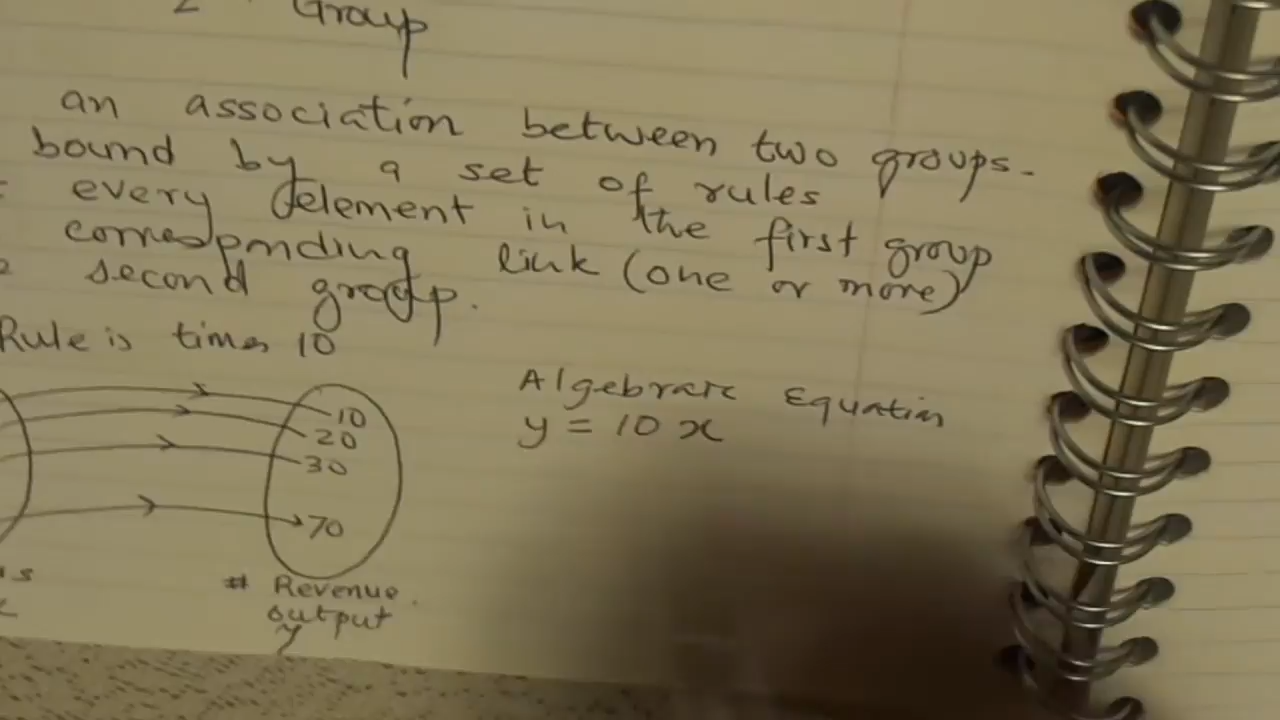 Group
an association between two groups.
bound by a set of rules
every element in the first group
corresponding link (one or more)
second group.
Rule is times 10
Algebraic Equation
y = 10 x
10
20
30
70
# Revenue
output
y